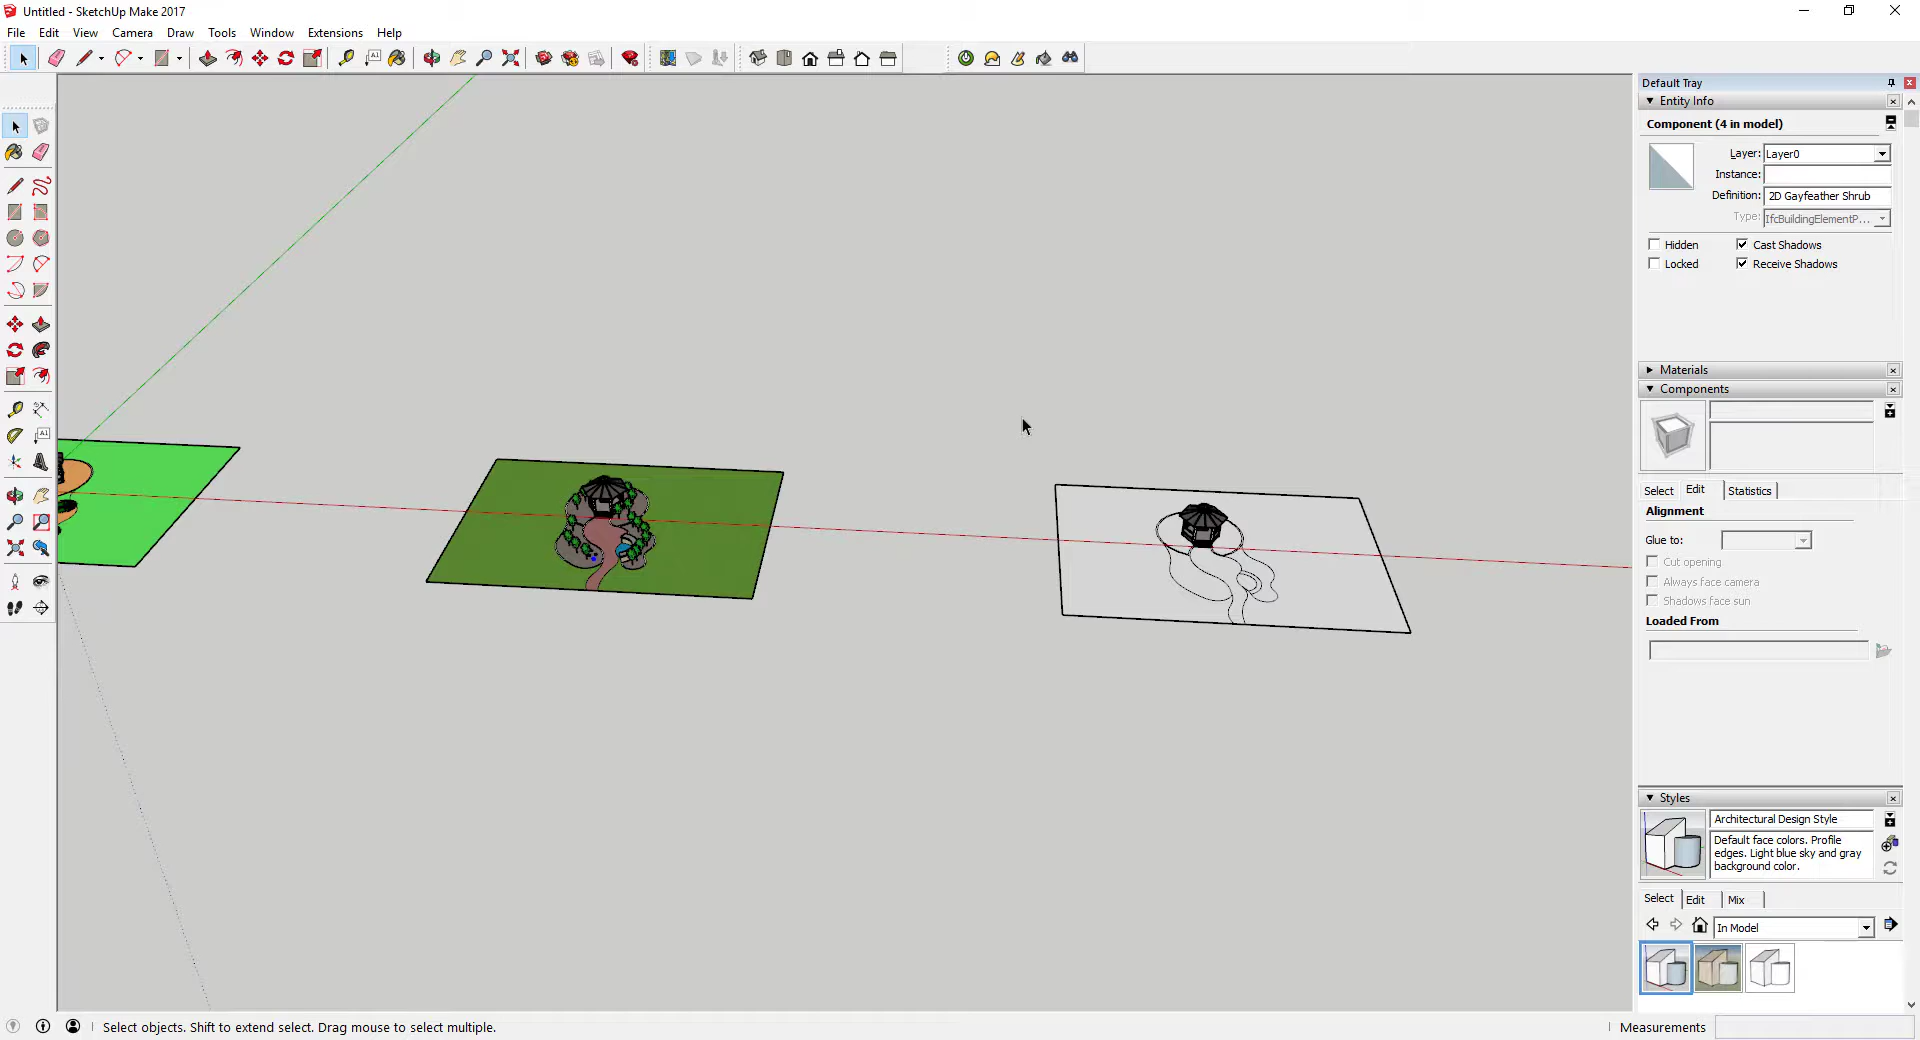 Untitled - SketchUp Make 2017
File Edit View Camera Draw Tools Window Extensions Help
Default Tray
Entity Info
Component (4 in model)
Layer: Layer0
Instance:
Definition: 2D Gayfeather Shrub
Type: IfcBuildingElementP...
Hidden Cast Shadows
Locked Receive Shadows
Materials
Components
Select Edit Statistics
Alignment
Glue to:
Cut opening
Always face camera
Shadows face sun
Loaded From
Styles
Architectural Design Style
Default face colors. Profile
edges. Light blue sky and gray
background color.
Select Edit Mix
In Model
Select objects. Shift to extend select. Drag mouse to select multiple.
Measurements